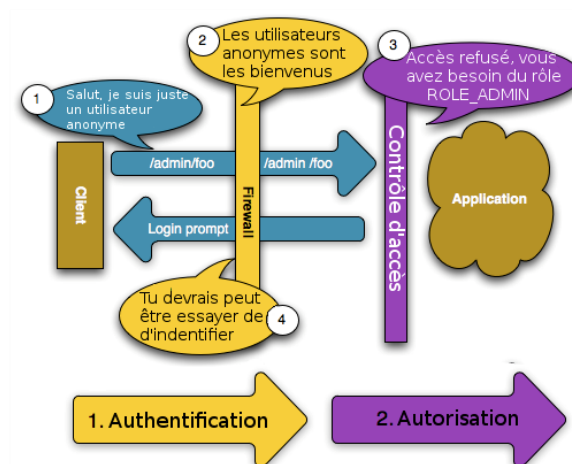 1
Salut, je suis juste
un utilisateur
anonyme
2
Les utilisateurs
anonymes sont
les bienvenus
3
Accès refusé, vous
avez besoin du rôle
ROLE_ADMIN
/admin/foo
/admin /foo
Client
Login prompt
Firewall
Contrôle d'accès
Application
Tu devrais peut
être essayer de
d'indentifier
4
1. Authentification
2. Autorisation